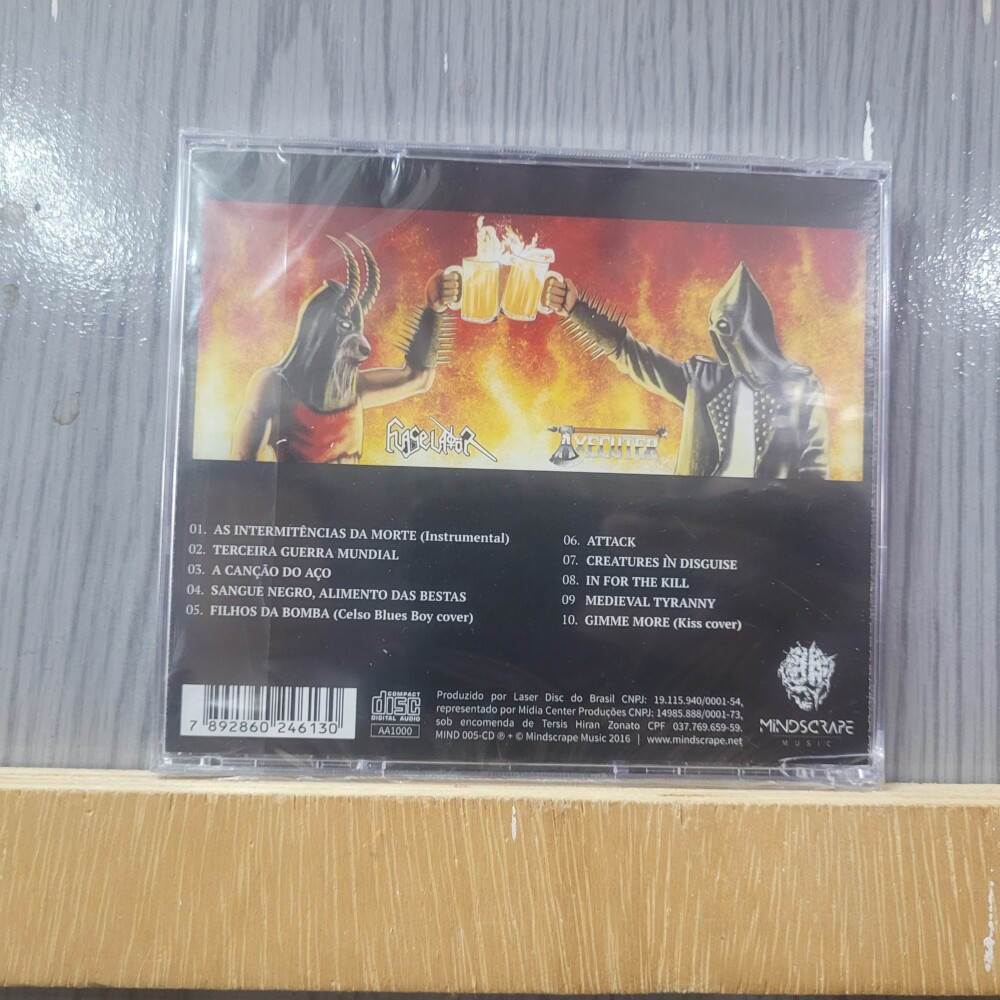 FLAGELADÖR
AXECUTER
01. AS INTERMITÊNCIAS DA MORTE (Instrumental)
02. TERCEIRA GUERRA MUNDIAL
03. A CANÇÃO DO AÇO
04. SANGUE NEGRO, ALIMENTO DAS BESTAS
05. FILHOS DA BOMBA (Celso Blues Boy cover)
06. ATTACK
07. CREATURES IN DISGUISE
08. IN FOR THE KILL
09 MEDIEVAL TYRANNY
10. GIMME MORE (Kiss cover)
7 892860 246130
COMPACT
disc
DIGITAL AUDIO
AA1000
Produzido por Laser Disc do Brasil CNPJ: 19.115.940/0001-54,
representado por Mídia Center Produções CNPJ: 14985.888/0001-73,
sob encomenda de Tersis Hiran Zonato CPF 037.769.659-59.
MIND 005-CD ℗ + © Mindscrape Music 2016 | www.mindscrape.net
MINDSCRAPE
MUSIC